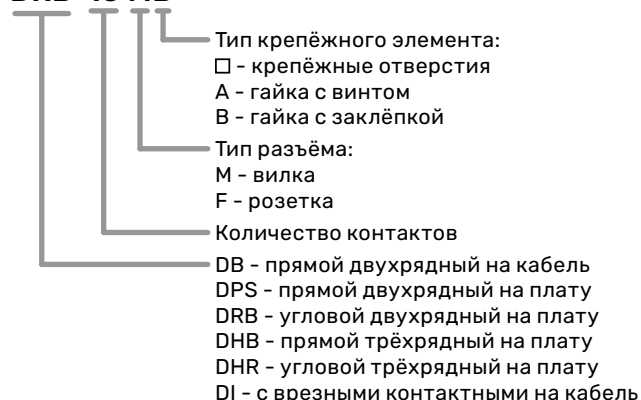 Тип крепёжного элемента:
□ - крепёжные отверстия
A - гайка с винтом
B - гайка с заклёпкой
Тип разъёма:
M - вилка
F - розетка
Количество контактов
DB - прямой двухрядный на кабель
DPS - прямой двухрядный на плату
DRB - угловой двухрядный на плату
DHB - прямой трёхрядный на плату
DHR - угловой трёхрядный на плату
DI - с врезными контактными на кабель